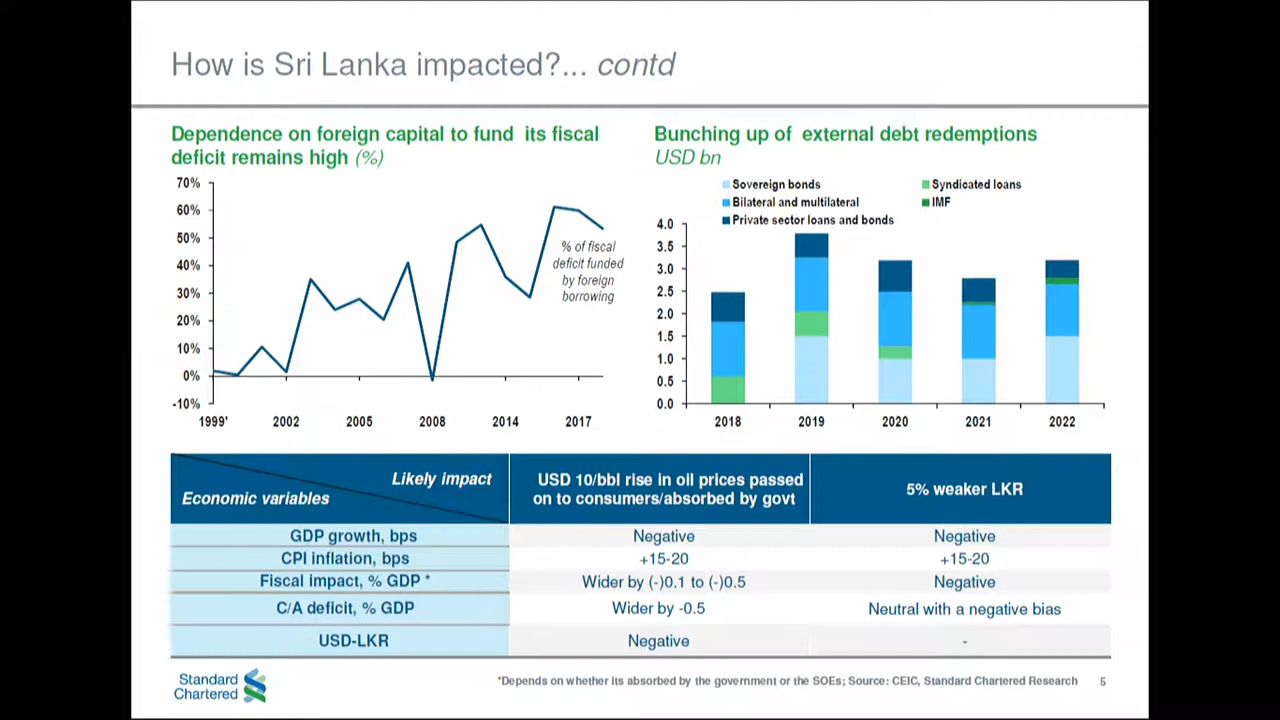 How is Sri Lanka impacted?... contd
Dependence on foreign capital to fund its fiscal
deficit remains high (%)
70%
60%
50%
40%
30%
20%
10%
0%
-10%
1999'
2002
2005
2008
2014
2017
% of fiscal
deficit funded
by foreign
borrowing
Bunching up of external debt redemptions
USD bn
Sovereign bonds
Syndicated loans
Bilateral and multilateral
IMF
Private sector loans and bonds
4.0
3.5
3.0
2.5
2.0
1.5
1.0
0.5
0.0
2018
2019
2020
2021
2022
Likely impact
Economic variables
USD 10/bbl rise in oil prices passed
on to consumers/absorbed by govt
5% weaker LKR
GDP growth, bps
Negative
Negative
CPI inflation, bps
+15-20
+15-20
Fiscal impact, % GDP *
Wider by (-)0.1 to (-)0.5
Negative
C/A deficit, % GDP
Wider by -0.5
Neutral with a negative bias
USD-LKR
Negative
-
Standard
Chartered
*Depends on whether its absorbed by the government or the SOEs; Source: CEIC, Standard Chartered Research
5